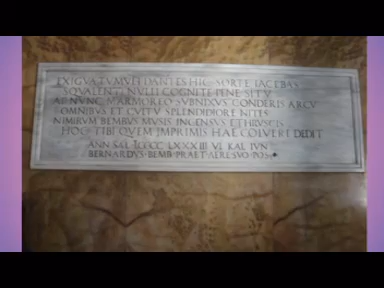 EXIGVA TVMVLI DANTES HIC SORTE IACEBAS
SQVALENTI NVLLI COGNITE PENE SITV
AT NVNC MARMOREO SVBNIXVS CONDERIS ARCV
OMNIBVS ET CVLTV SPLENDIDIORE NITES
NIMIRVM BEMBVS MVSIS INCENSVS ETHRVSCIS
HOC TIBI QVEM IMPRIMIS HAE COLVERE DEDIT
ANN SAL LXXXIII VI KAL IVN
BERNARDVS BEMB PRAET AERE SVO POS